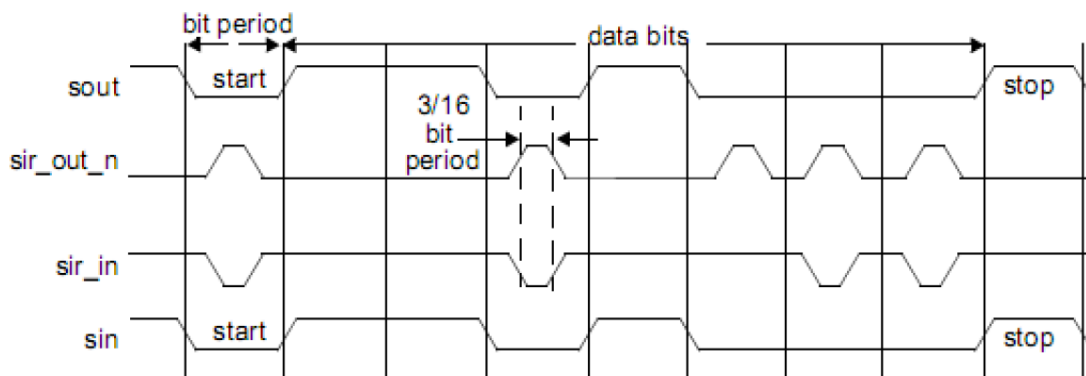 bit period
data bits
sout
start
stop
3/16
bit
period
sir_out_n
sir_in
sin
start
stop